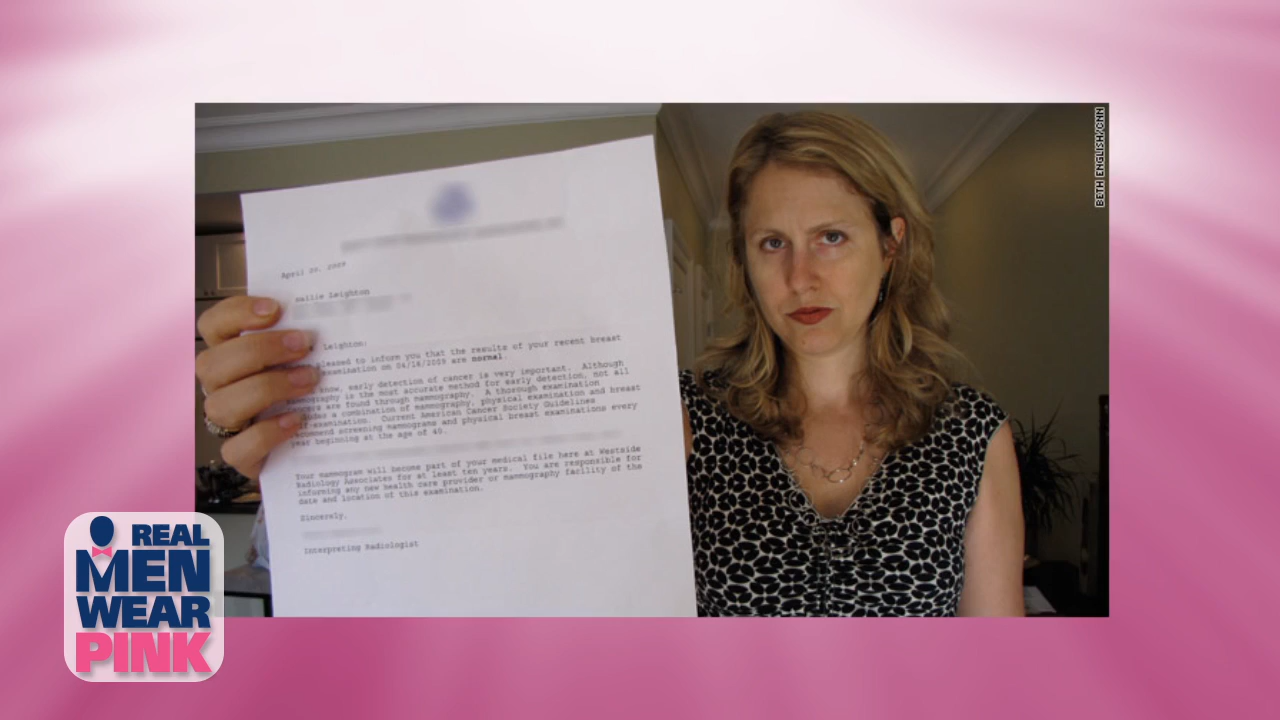 BETH ENGLISH/CNN
April 20, 2009
Hallie Leighton
Leighton:
pleased to inform you that the results of your recent breast
examination on 04/18/2009 are normal.
know, early detection of cancer is very important. Although
mammography is the most accurate method for early detection, not all
cancers are found through mammography. A thorough examination
includes a combination of mammography, physical examination and breast
self-examination. Current American Cancer Society Guidelines
recommend screening mammograms and physical breast examinations every
year beginning at the age of 40.
Your mammogram will become part of your medical file here at Westside
Radiology Associates for at least ten years. You are responsible for
informing any new health care provider or mammography facility of the
date and location of this examination.
Sincerely,
Interpreting Radiologist
REAL
MEN
WEAR
PINK